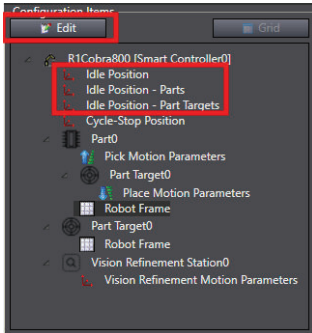 Configuration Items
Edit
Grid
R1Cobra800 [Smart Controller0]
Idle Position
Idle Position - Parts
Idle Position - Part Targets
Cycle-Stop Position
Part0
Pick Motion Parameters
Part Target0
Place Motion Parameters
Robot Frame
Part Target0
Robot Frame
Vision Refinement Station0
Vision Refinement Motion Parameters